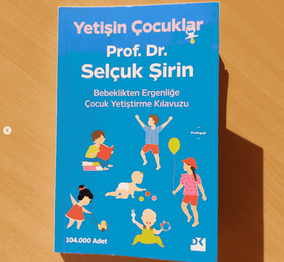 Yetişin Çocuklar
Prof. Dr.
Selçuk Şirin
Bebeklikten Ergenliğe
Çocuk Yetiştirme Kılavuzu
Pedagoji
104.000 Adet
DK